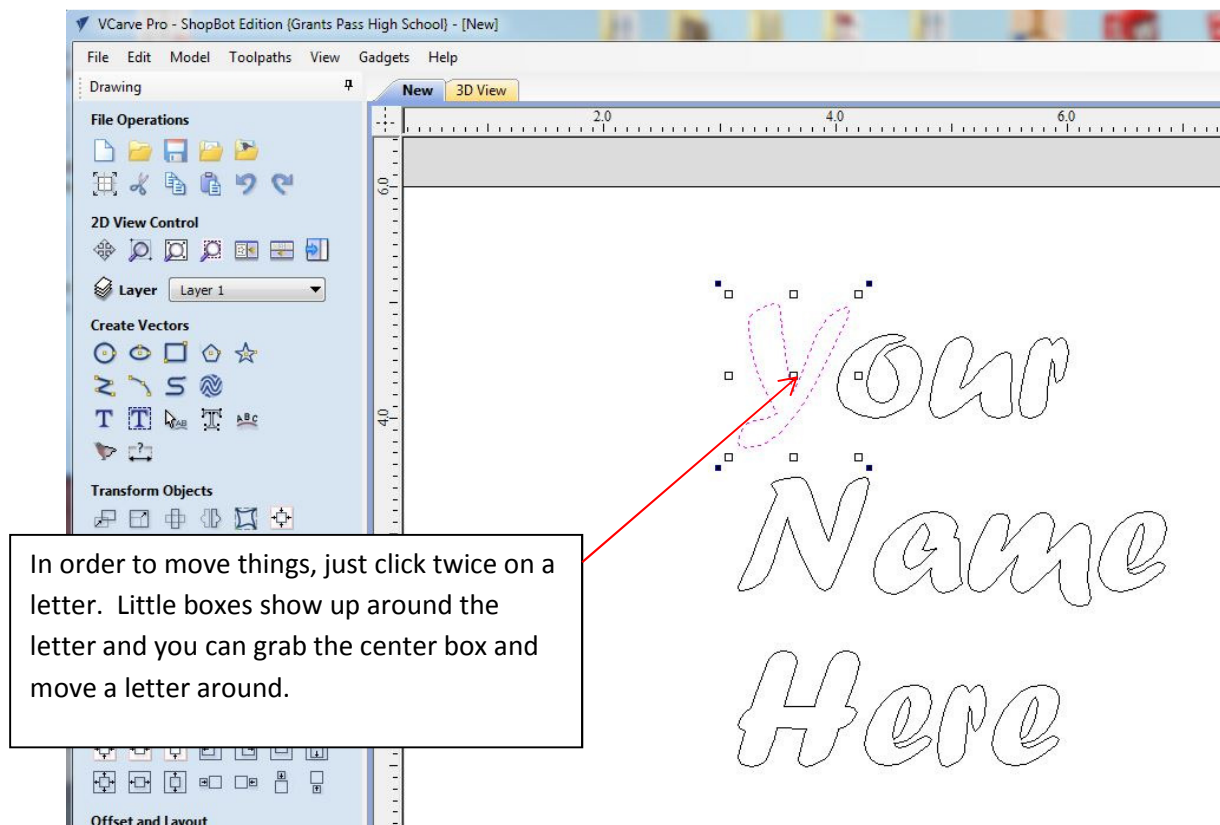 VCarve Pro - ShopBot Edition {Grants Pass High School} - [New]
File Edit Model Toolpaths View Gadgets Help
Drawing
New 3D View
File Operations
2.0 4.0 6.0
6.0
2D View Control
Layer Layer 1
Create Vectors
T T AB T ABC
?
4.0
Transform Objects
Your
Name
Here
In order to move things, just click twice on a
letter. Little boxes show up around the
letter and you can grab the center box and
move a letter around.
Offset and Layout